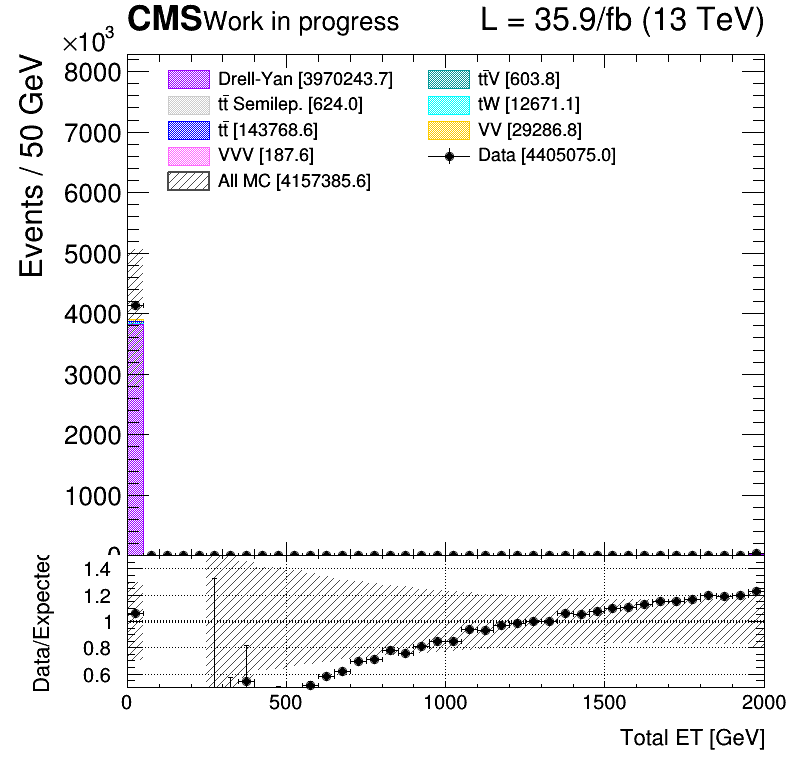 CMS Work in progress L = 35.9/fb (13 TeV)
×10³
Events / 50 GeV
8000
7000
6000
5000
4000
3000
2000
1000
0
Drell-Yan [3970243.7]
tt̄ Semilep. [624.0]
tt̄ [143768.6]
VVV [187.6]
All MC [4157385.6]
tt̄V [603.8]
tW [12671.1]
VV [29286.8]
Data [4405075.0]
Data/Expected
1.4
1.2
1
0.8
0.6
0 500 1000 1500 2000
Total ET [GeV]